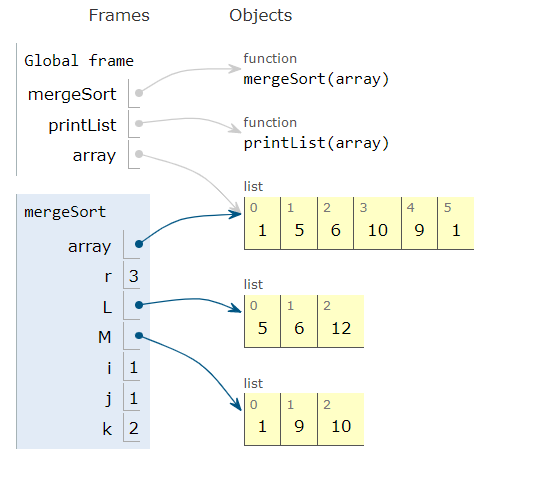 Frames Objects
Global frame
mergeSort
printList
array
function
mergeSort(array)
function
printList(array)
list
0 1 2 3 4 5
1 5 6 10 9 1
mergeSort
array
r 3
L
M
i 1
j 1
k 2
list
0 1 2
5 6 12
list
0 1 2
1 9 10